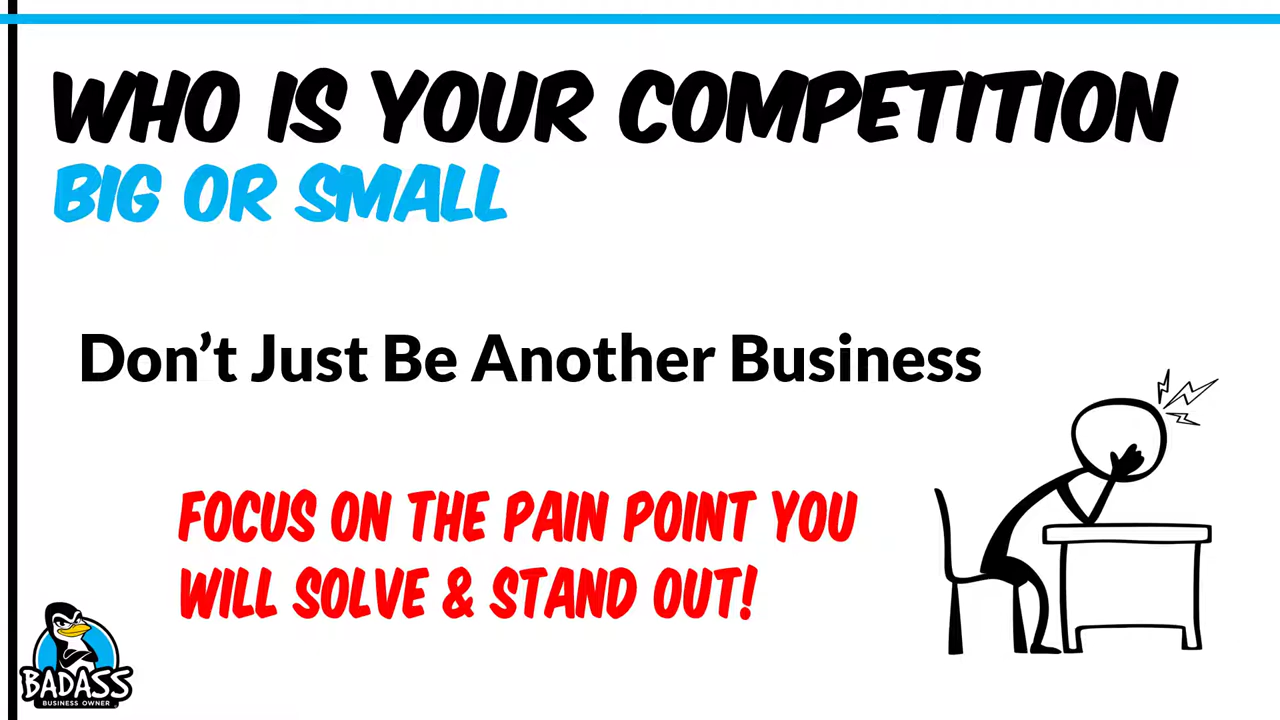 WHO IS YOUR COMPETITION
BIG OR SMALL
Don't Just Be Another Business
FOCUS ON THE PAIN POINT YOU
WILL SOLVE & STAND OUT!
BADASS
BUSINESS OWNER